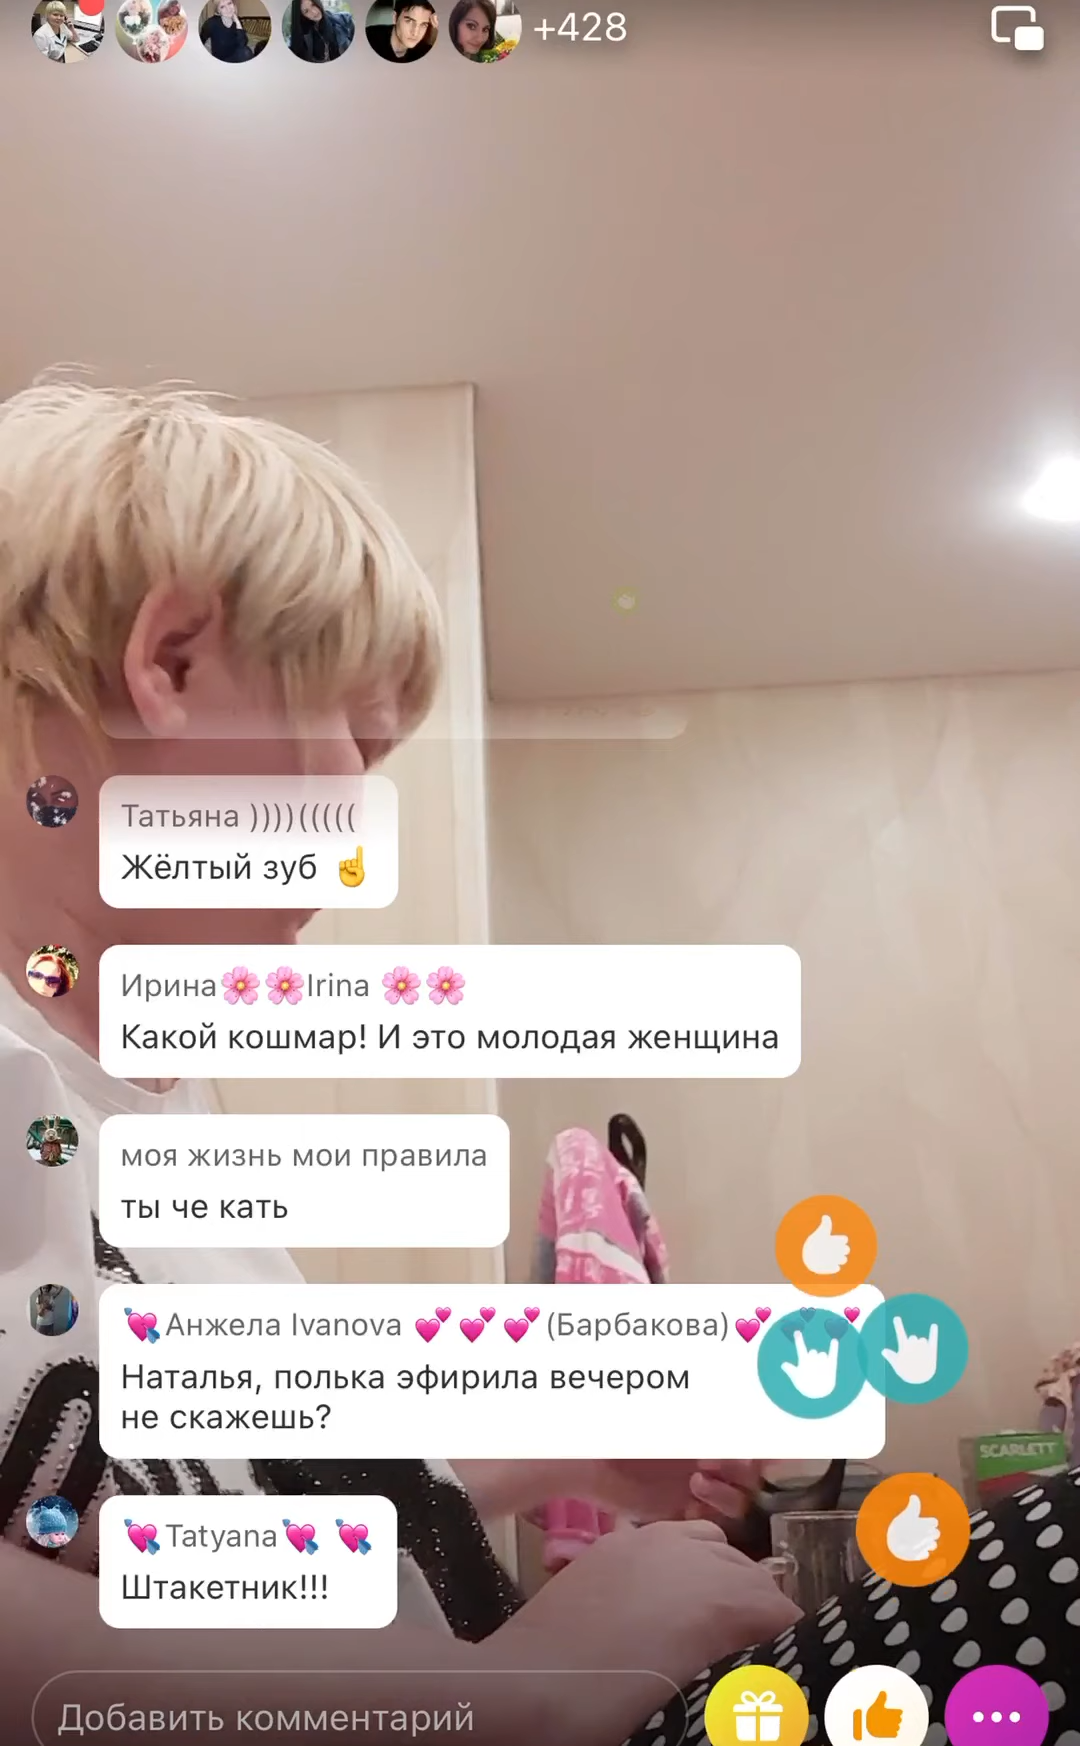 +428
Татьяна ))))(((((
Жёлтый зуб ☝️
Ирина🌸🌸Irina 🌸🌸
Какой кошмар! И это молодая женщина
моя жизнь мои правила
ты че кать
💘Анжела Ivanova 💕💕💕(Барбакова)💕💕💕
Наталья, полька эфирила вечером
не скажешь?
SCARLETT
💘Tatyana💘 💘
Штакетник!!!
Добавить комментарий